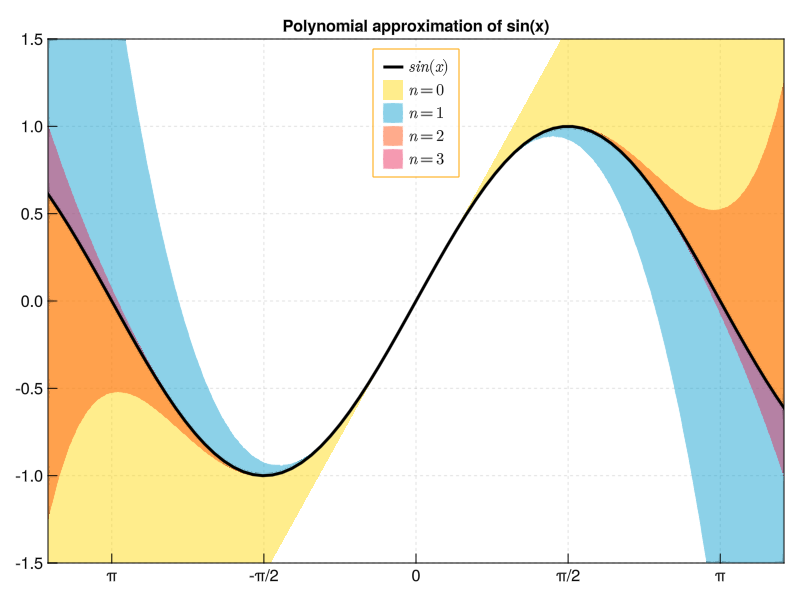 Polynomial approximation of sin(x)
1.5
1.0
0.5
0.0
-0.5
-1.0
-1.5
sin(x)
n = 0
n = 1
n = 2
n = 3
π
-π/2
0
π/2
π